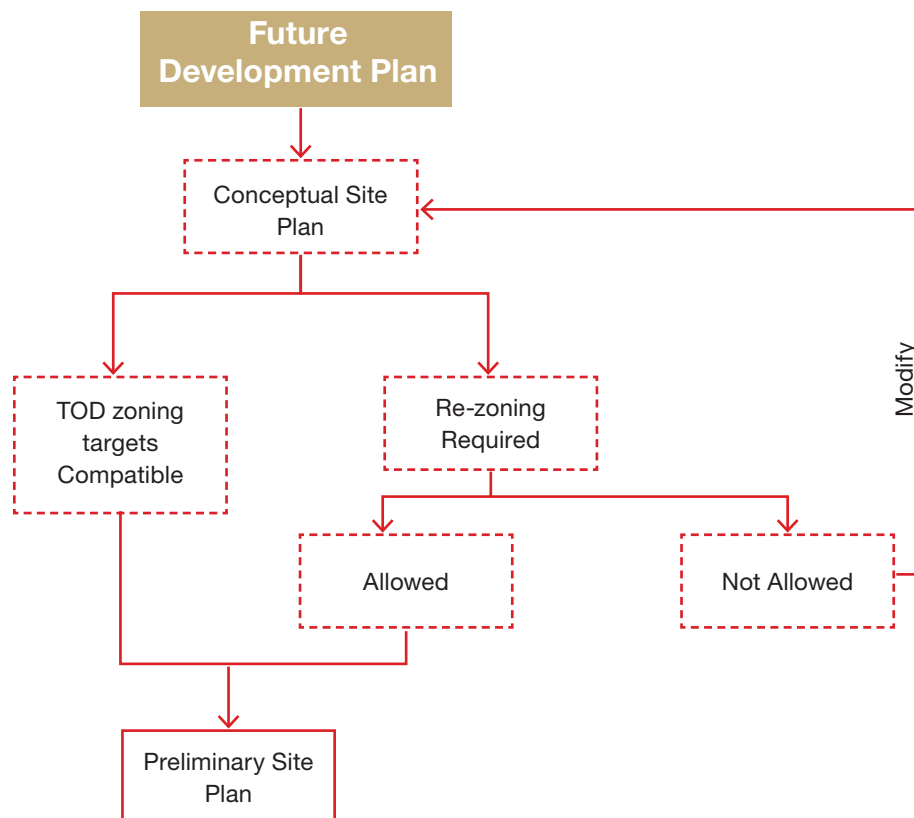 Future
Development Plan
Conceptual Site
Plan
Modify
TOD zoning
targets
Compatible
Re-zoning
Required
Allowed
Not Allowed
Preliminary Site
Plan